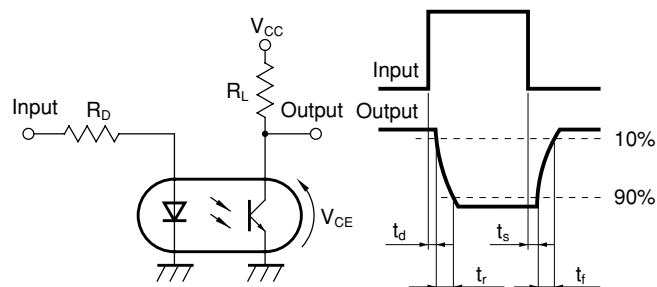 V_CC
Input
R_D
R_L
Output
V_CE
Input
Output
10%
90%
t_d
t_s
t_r
t_f